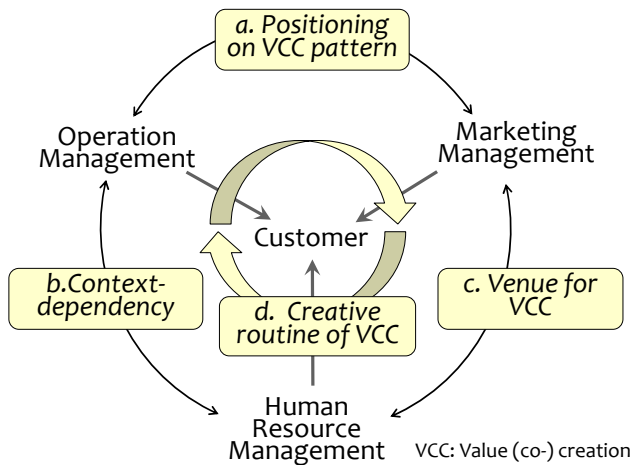 a. Positioning
on VCC pattern
Operation
Management
Marketing
Management
Customer
b.Context-
dependency
c. Venue for
VCC
d. Creative
routine of VCC
Human
Resource
Management
VCC: Value (co-) creation